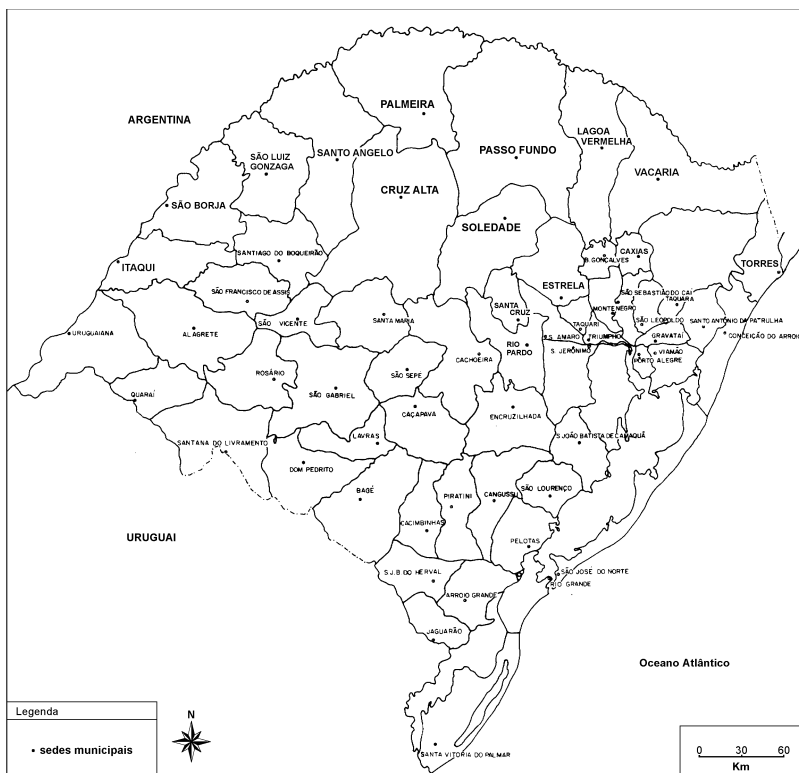 PALMEIRA
ARGENTINA
LAGOA
VERMELHA
SANTO ANGELO
PASSO FUNDO
SÃO LUIZ
GONZAGA
VACARIA
CRUZ ALTA
SÃO BORJA
SOLEDADE
SANTIAGO DO BOQUEIRÃO
CAXIAS
B. GONÇALVES
ITAQUI
TORRES
ESTRELA
SÃO FRANCISCO DE ASSIS
SÃO SEBASTIÃO DO CAÍ
TAQUARA
SANTA
CRUZ
MONTENEGRO
SÃO VICENTE
SANTA MARIA
SÃO LEOPOLDO
SANTO ANTÔNIO DA PATRULHA
URUGUAIANA
ALAGRETE
TAQUARI
CONCEIÇÃO DO ARROIO
S. AMARO
TRIUMPHO
GRAVATAÍ
RIO
PARDO
S. JERÔNIMO
VIAMÃO
CACHOEIRA
PORTO ALEGRE
ROSÁRIO
SÃO SEPE
QUARAÍ
SÃO GABRIEL
CAÇAPAVA
ENCRUZILHADA
SANTANA DO LIVRAMENTO
LAVRAS
S. JOÃO BATISTA DE CAMAQUÃ
DOM PEDRITO
BAGÉ
PIRATINI
CANGUSSU
SÃO LOURENÇO
CACIMBINHAS
URUGUAI
PELOTAS
S.J.B. DO HERVAL
SÃO JOSÉ DO NORTE
RIO GRANDE
ARROIO GRANDE
JAGUARÃO
Oceano Atlântico
Legenda
N
sedes municipais
SANTA VITORIA DO PALMAR
0 30 60
Km